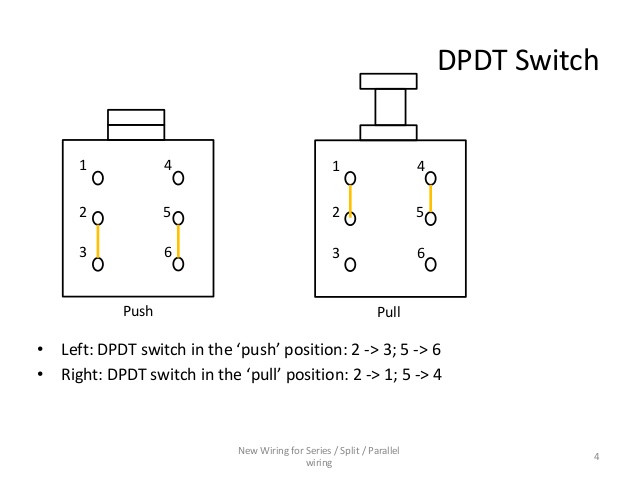 DPDT Switch
1 4
2 5
3 6
Push
1 4
2 5
3 6
Pull
• Left: DPDT switch in the ‘push’ position: 2 -> 3; 5 -> 6
• Right: DPDT switch in the ‘pull’ position: 2 -> 1; 5 -> 4
New Wiring for Series / Split / Parallel
wiring
4